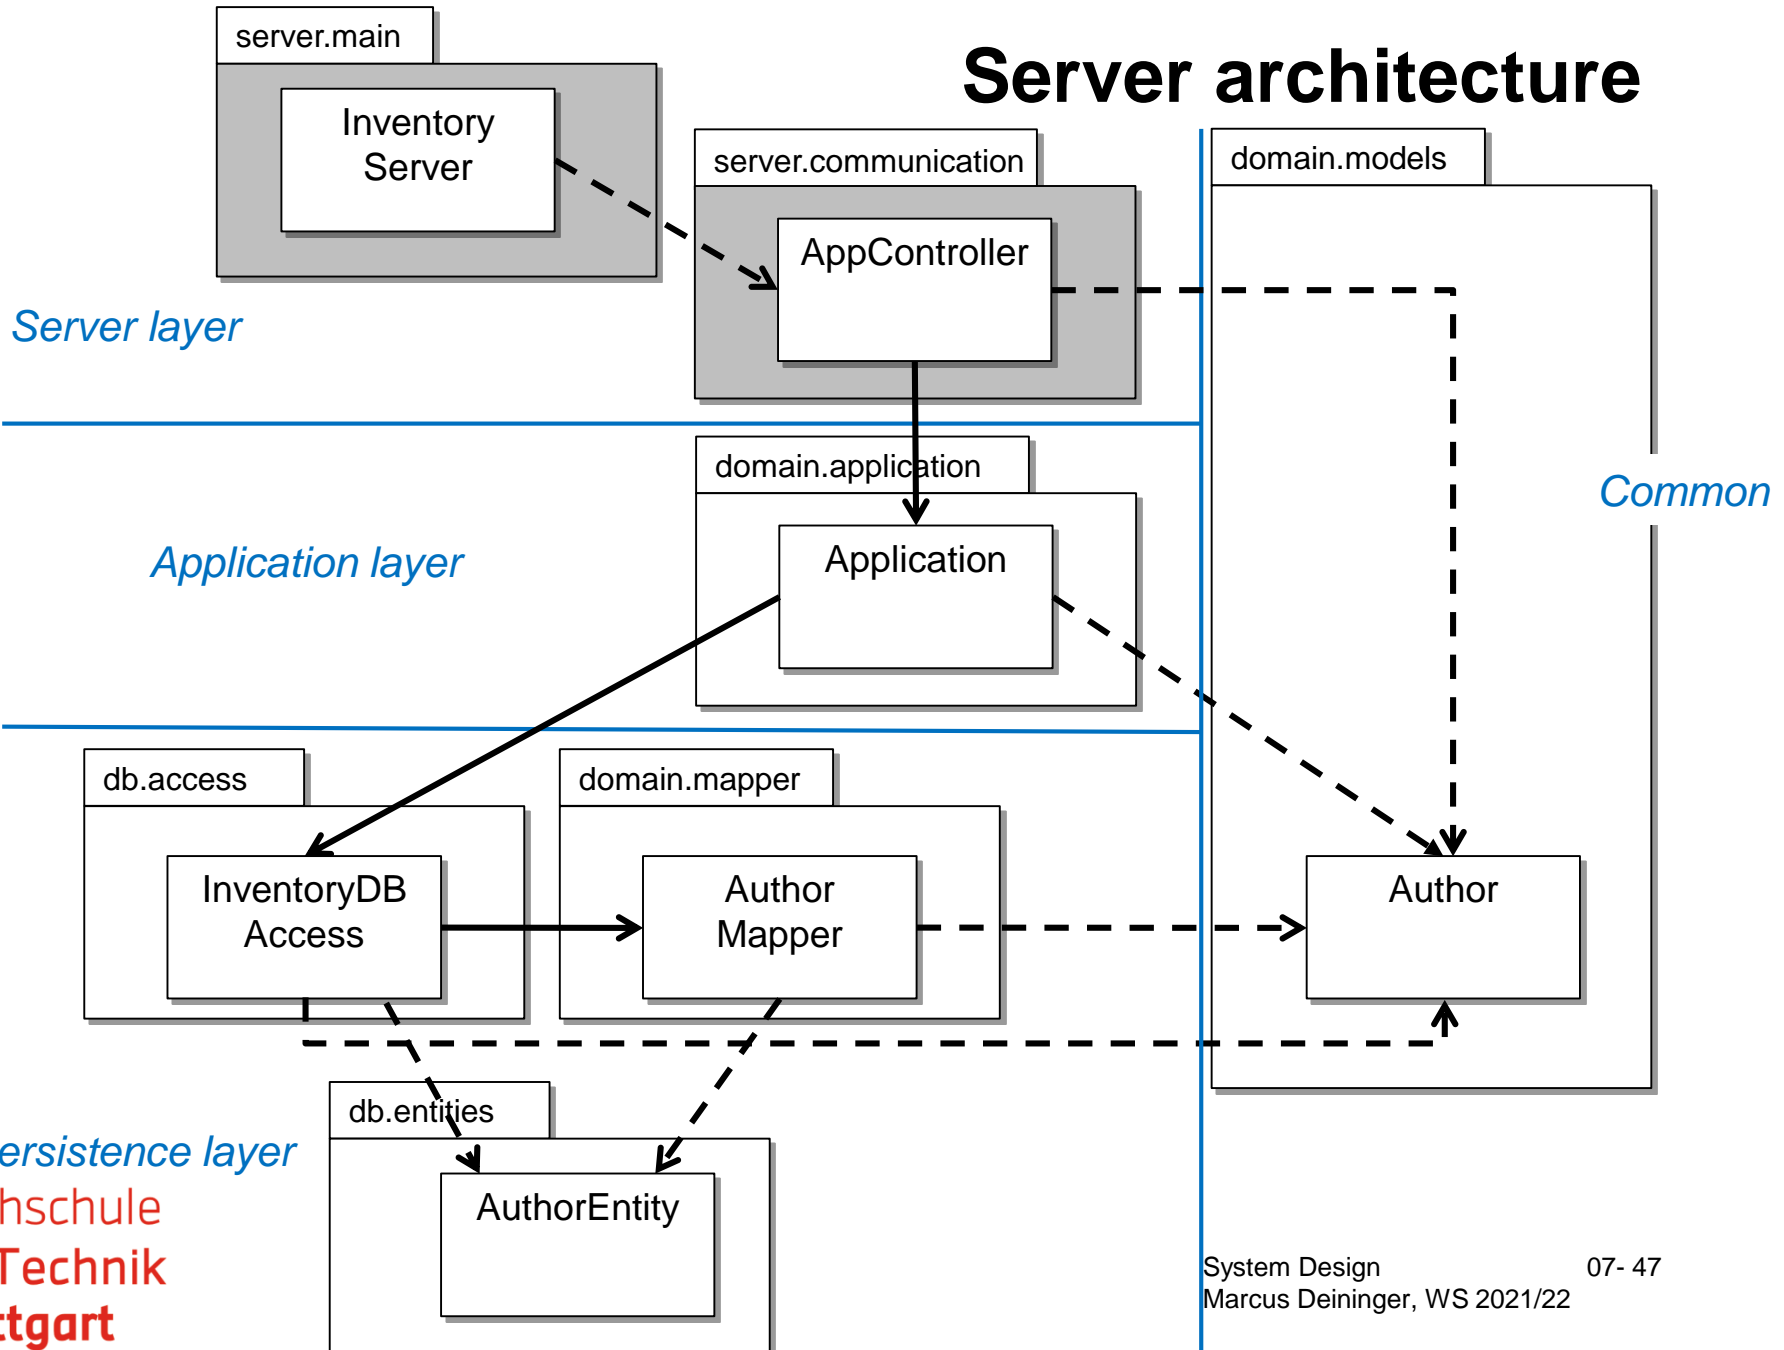 server.main
Server architecture
Inventory
Server
server.communication
domain.models
AppController
Server layer
domain.application
Common
Application
Application layer
db.access
domain.mapper
InventoryDB
Access
Author
Mapper
Author
db.entities
ersistence layer
AuthorEntity
hschule
Technik
ttgart
System Design 07- 47
Marcus Deininger, WS 2021/22